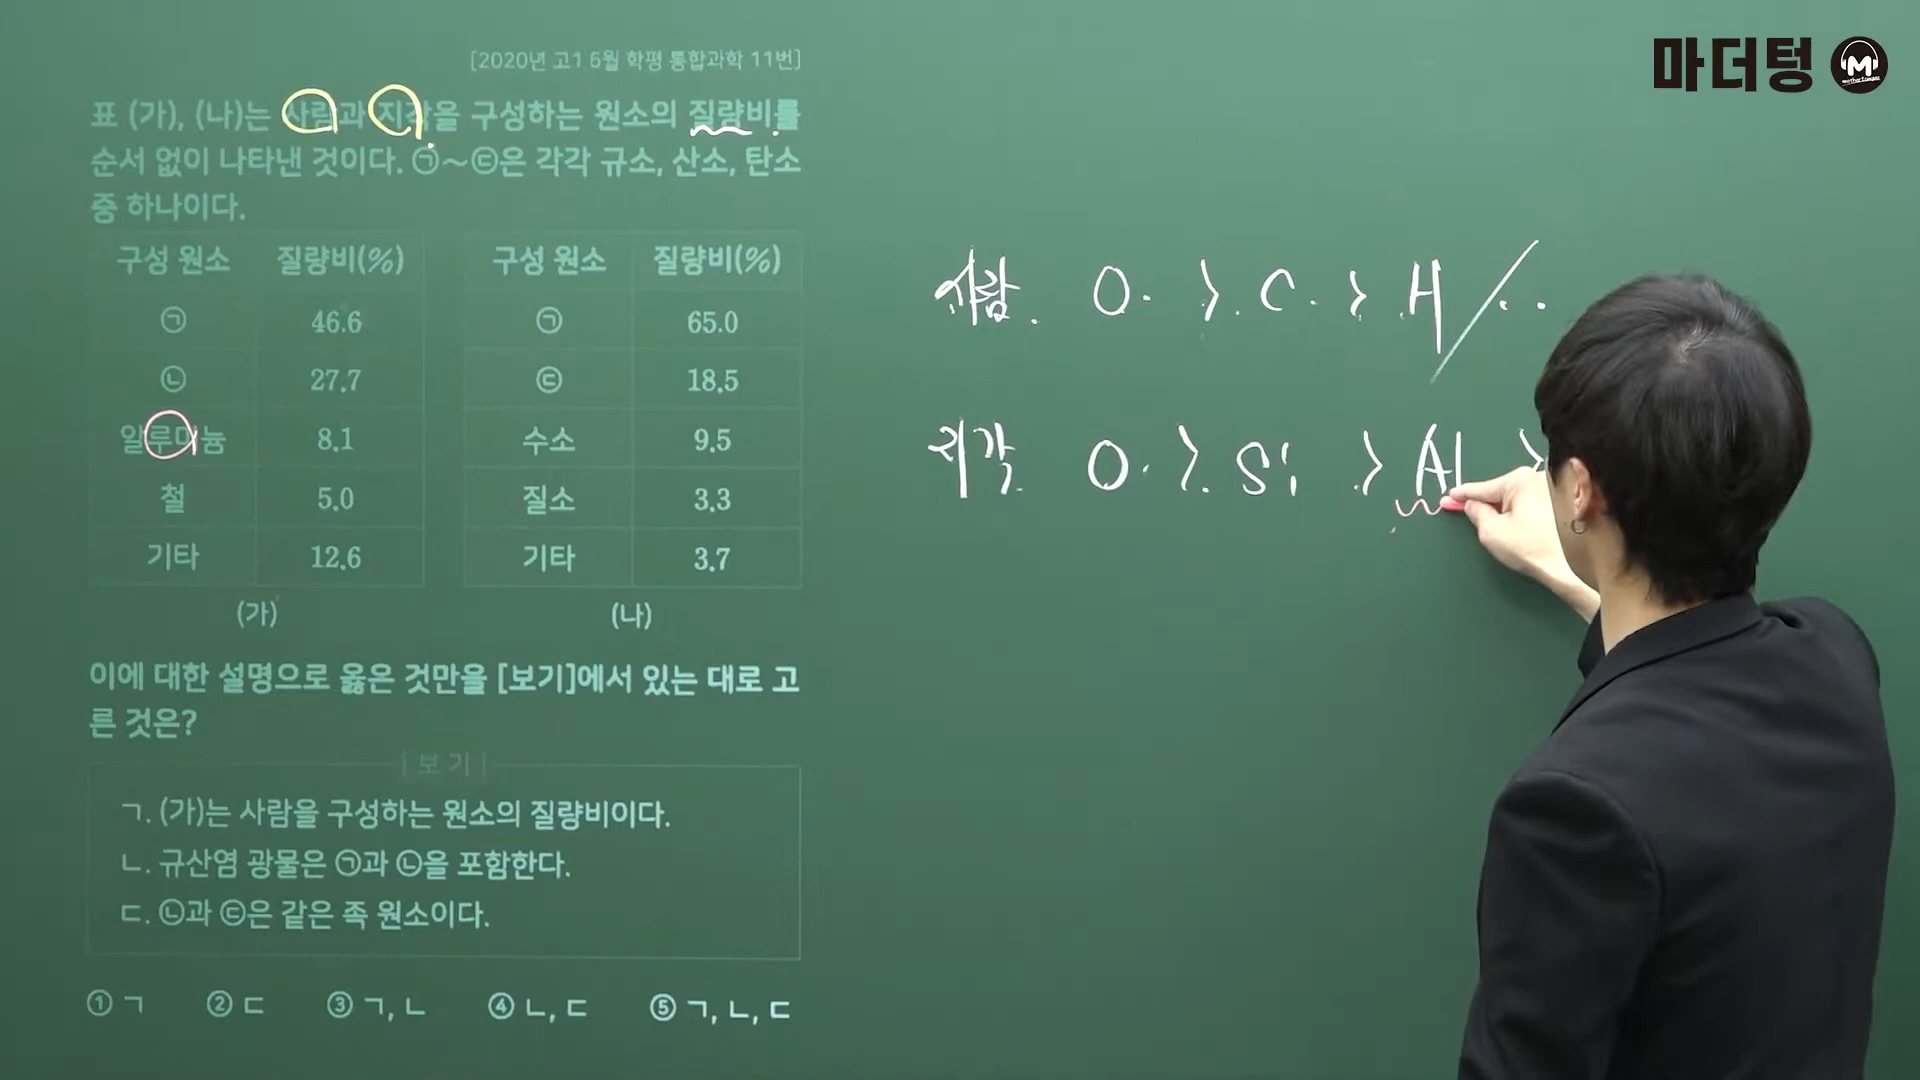 마더텅 M
[2020년 고1 6월 학평 통합과학 11번]
표 (가), (나)는 사람과 지각을 구성하는 원소의 질량비를
순서 없이 나타낸 것이다. ㉠~㉢은 각각 규소, 산소, 탄소
중 하나이다.
구성 원소 질량비(%) 구성 원소 질량비(%)
㉠ 46.6 ㉠ 65.0
㉡ 27.7 ㉢ 18.5
알루미늄 8.1 수소 9.5
철 5.0 질소 3.3
기타 12.6 기타 3.7
(가) (나)
이에 대한 설명으로 옳은 것만을 [보기]에서 있는 대로 고
른 것은?
[보기]
ㄱ. (가)는 사람을 구성하는 원소의 질량비이다.
ㄴ. 규산염 광물은 ㉠과 ㉡을 포함한다.
ㄷ. ㉡과 ㉢은 같은 족 원소이다.
① ㄱ ② ㄷ ③ ㄱ, ㄴ ④ ㄴ, ㄷ ⑤ ㄱ, ㄴ, ㄷ
사람. O > C > H / ..
지각 O > Si > Al >